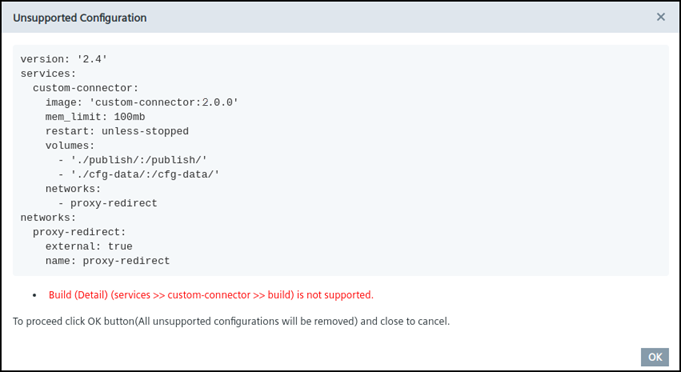 Unsupported Configuration
version: '2.4'
services:
  custom-connector:
    image: 'custom-connector:2.0.0'
    mem_limit: 100mb
    restart: unless-stopped
    volumes:
      - './publish/:/publish/'
      - './cfg-data/:/cfg-data/'
    networks:
      - proxy-redirect
networks:
  proxy-redirect:
    external: true
    name: proxy-redirect
• Build (Detail) (services >> custom-connector >> build) is not supported.
To proceed click OK button(All unsupported configurations will be removed) and close to cancel.
OK